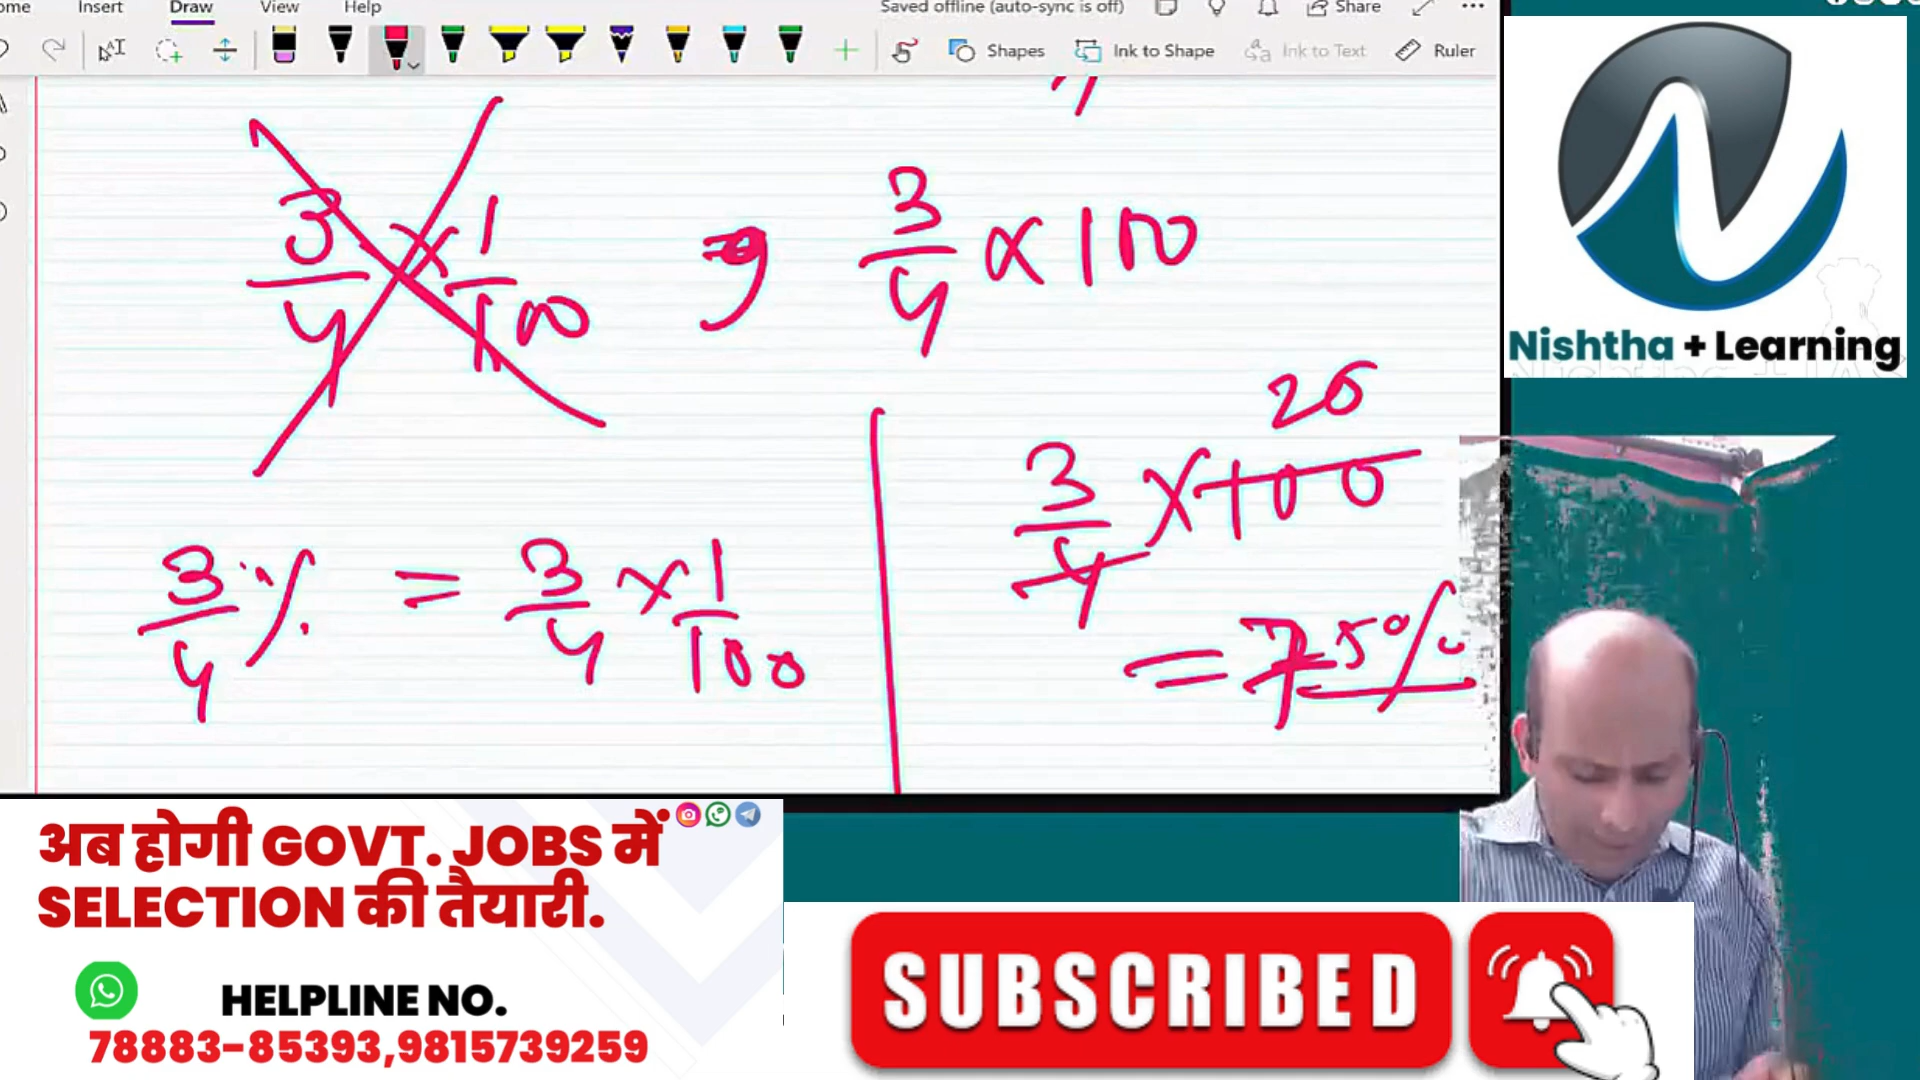 ome Insert Draw View Help Saved offline (auto-sync is off) Share
Shapes Ink to Shape Ink to Text Ruler
3/4 × 1/100 ⇒ 3/4 × 100
25
3/4 × 100
= 75%
3/4 % = 3/4 × 1/100
Nishtha + Learning
अब होगी GOVT. JOBS में
SELECTION की तैयारी.
HELPLINE NO.
78883-85393,9815739259
SUBSCRIBED